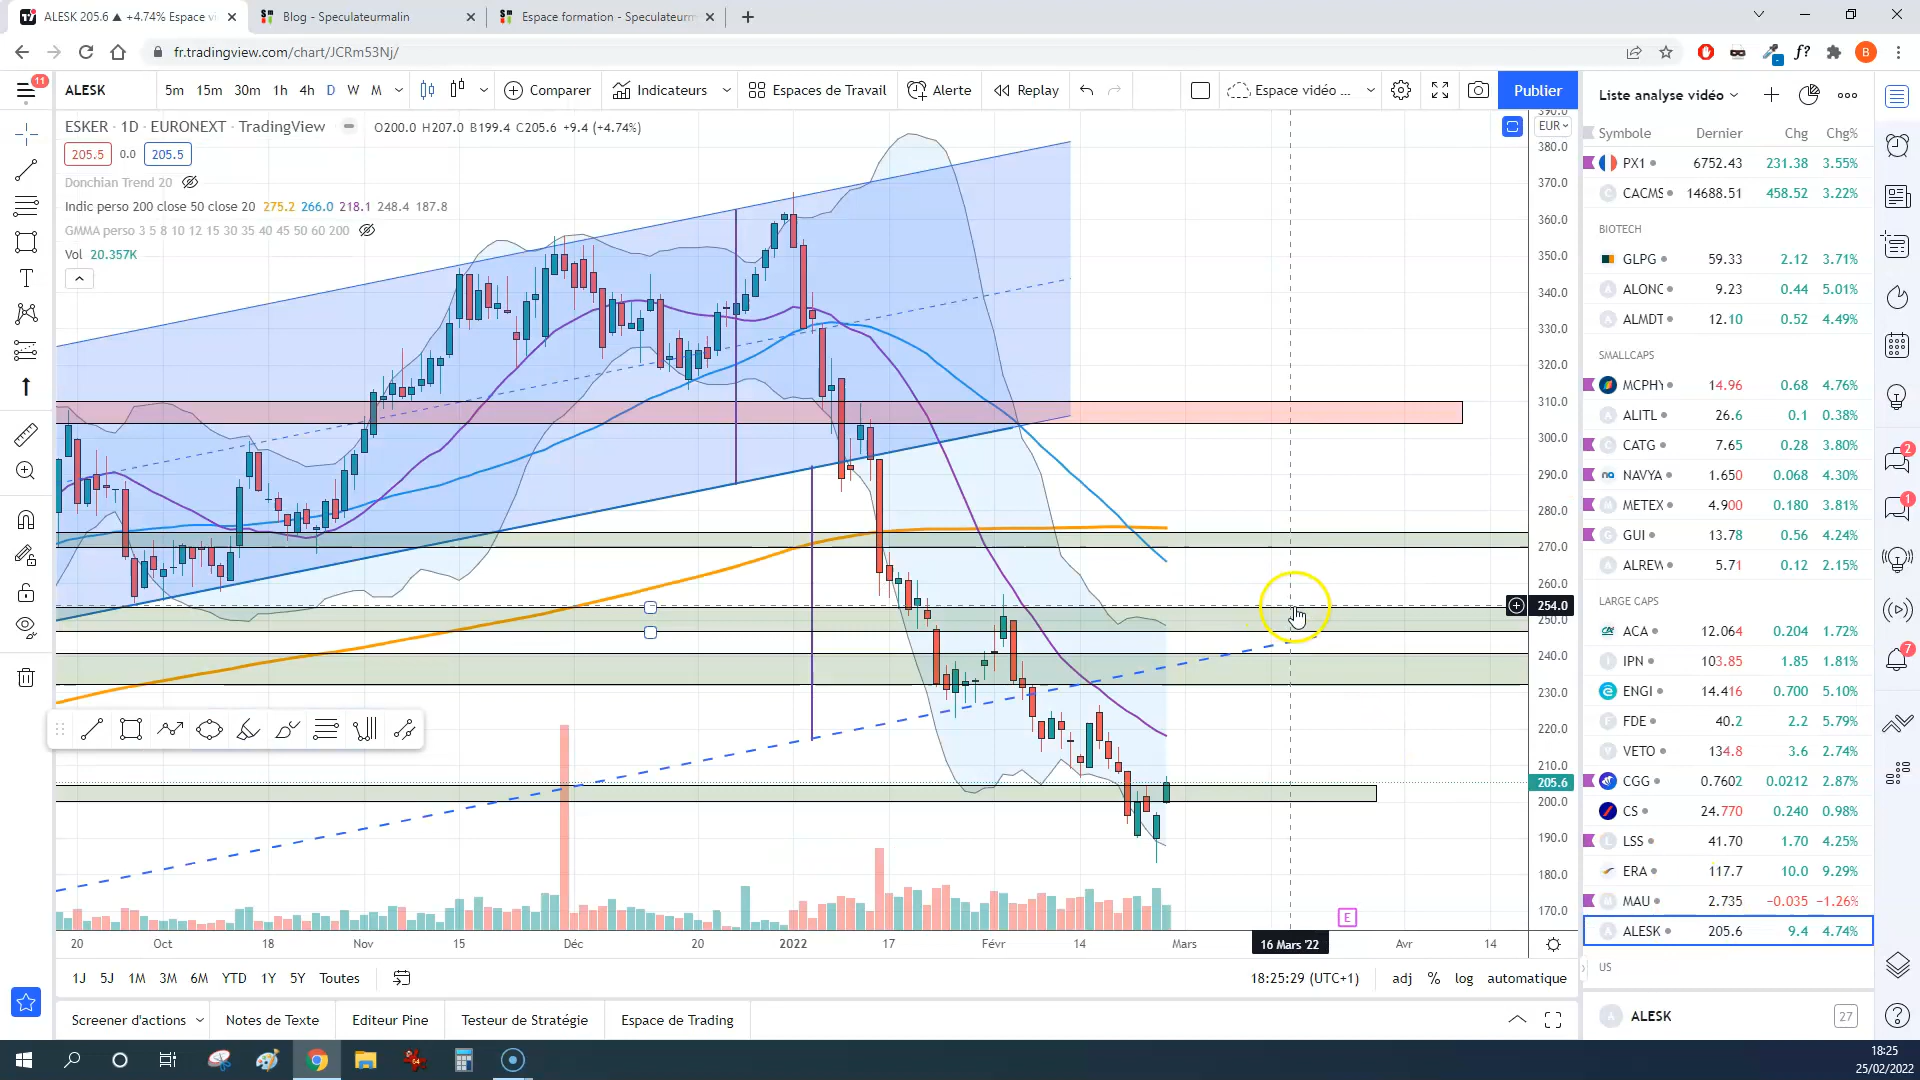 ALESK 205.6 ▲ +4.74% Espace vi
Blog - Speculateurmalin
Espace formation - Speculateurm
fr.tradingview.com/chart/JCRm53Nj/
B
11
ALESK
5m 15m 30m 1h 4h D W M
Comparer
Indicateurs
Espaces de Travail
Alerte
Replay
Espace vidéo ...
Publier
ESKER · 1D · EURONEXT · TradingView
O200.0 H207.0 B199.4 C205.6 +9.4 (+4.74%)
205.5 0.0 205.5
Donchian Trend 20
Indic perso 200 close 50 close 20 275.2 266.0 218.1 248.4 187.8
GMMA perso 3 5 8 10 12 15 30 35 40 45 50 60 200
Vol 20.357K
EUR
390.0
380.0
370.0
360.0
350.0
340.0
330.0
320.0
310.0
300.0
290.0
280.0
270.0
260.0
254.0
250.0
240.0
230.0
220.0
210.0
205.6
200.0
190.0
180.0
170.0
E
20 Oct 18 Nov 15 Déc 20 2022 17 Févr 14 Mars 16 Mars '22 Avr 14
1J 5J 1M 3M 6M YTD 1Y 5Y Toutes
18:25:29 (UTC+1)
adj % log automatique
Screener d'actions
Notes de Texte
Editeur Pine
Testeur de Stratégie
Espace de Trading
Liste analyse vidéo
Symbole Dernier Chg Chg%
PX1 6752.43 231.38 3.55%
CACMS 14688.51 458.52 3.22%
BIOTECH
GLPG 59.33 2.12 3.71%
ALONC 9.23 0.44 5.01%
ALMDT 12.10 0.52 4.49%
SMALLCAPS
MCPHY 14.96 0.68 4.76%
ALITL 26.6 0.1 0.38%
CATG 7.65 0.28 3.80%
NAVYA 1.650 0.068 4.30%
METEX 4.900 0.180 3.81%
GUI 13.78 0.56 4.24%
ALREW 5.71 0.12 2.15%
LARGE CAPS
ACA 12.064 0.204 1.72%
IPN 103.85 1.85 1.81%
ENGI 14.416 0.700 5.10%
FDE 40.2 2.2 5.79%
VETO 134.8 3.6 2.74%
CGG 0.7602 0.0212 2.87%
CS 24.770 0.240 0.98%
LSS 41.70 1.70 4.25%
ERA 117.7 10.0 9.29%
MAU 2.735 −0.035 −1.26%
ALESK 205.6 9.4 4.74%
US
ALESK 27
2
1
7
18:25
25/02/2022